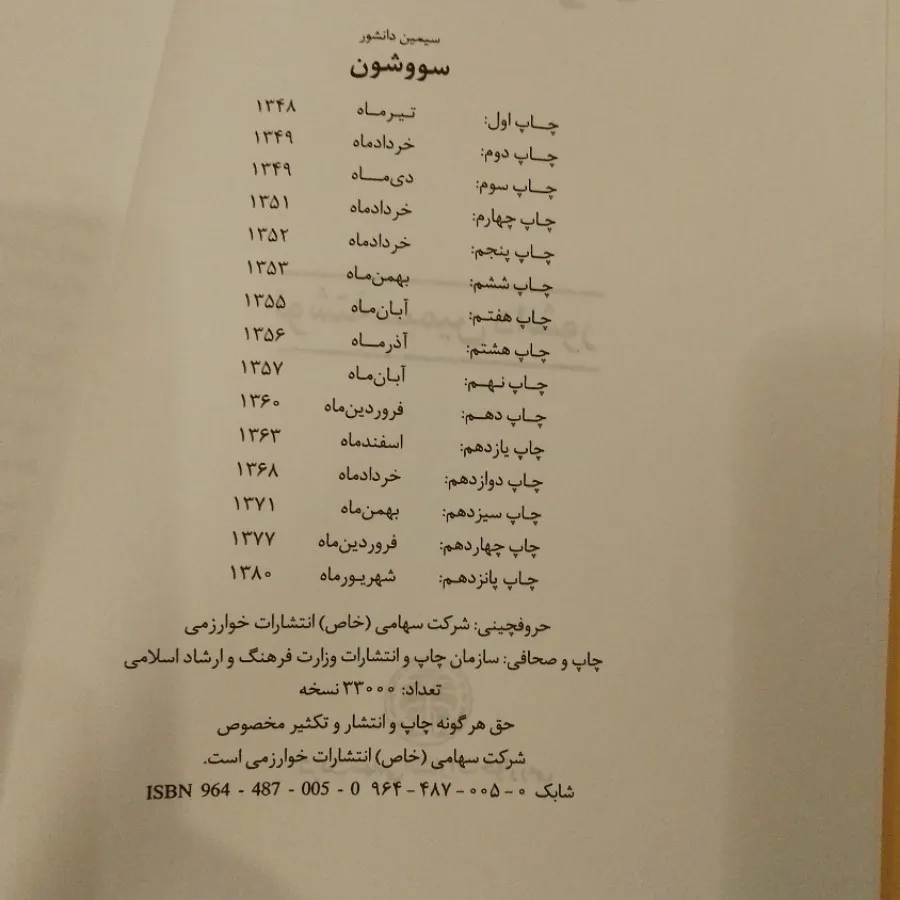 سیمین دانشور
سووشون
چاپ اول: تیرماه ۱۳۴۸
چاپ دوم: خردادماه ۱۳۴۹
چاپ سوم: دی‌ماه ۱۳۴۹
چاپ چهارم: خردادماه ۱۳۵۱
چاپ پنجم: خردادماه ۱۳۵۲
چاپ ششم: بهمن‌ماه ۱۳۵۳
چاپ هفتم: آبان‌ماه ۱۳۵۵
چاپ هشتم: آذرماه ۱۳۵۶
چاپ نهم: آبان‌ماه ۱۳۵۷
چاپ دهم: فروردین‌ماه ۱۳۶۰
چاپ یازدهم: اسفندماه ۱۳۶۳
چاپ دوازدهم: خردادماه ۱۳۶۸
چاپ سیزدهم: بهمن‌ماه ۱۳۷۱
چاپ چهاردهم: فروردین‌ماه ۱۳۷۷
چاپ پانزدهم: شهریورماه ۱۳۸۰
حروفچینی: شرکت سهامی (خاص) انتشارات خوارزمی
چاپ و صحافی: سازمان چاپ و انتشارات وزارت فرهنگ و ارشاد اسلامی
تعداد: ۳۳۰۰۰ نسخه
حق هر گونه چاپ و انتشار و تکثیر مخصوص
شرکت سهامی (خاص) انتشارات خوارزمی است.
شابک ۰-۰۰۵-۴۸۷-۹۶۴ ISBN 964 - 487 - 005 - 0